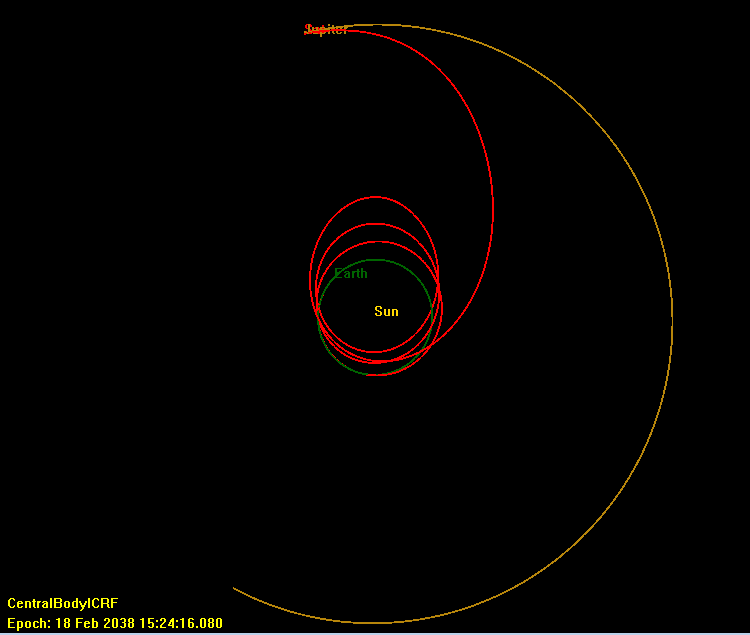 Jupiter
Earth
Sun
CentralBodyICRF
Epoch: 18 Feb 2038 15:24:16.080